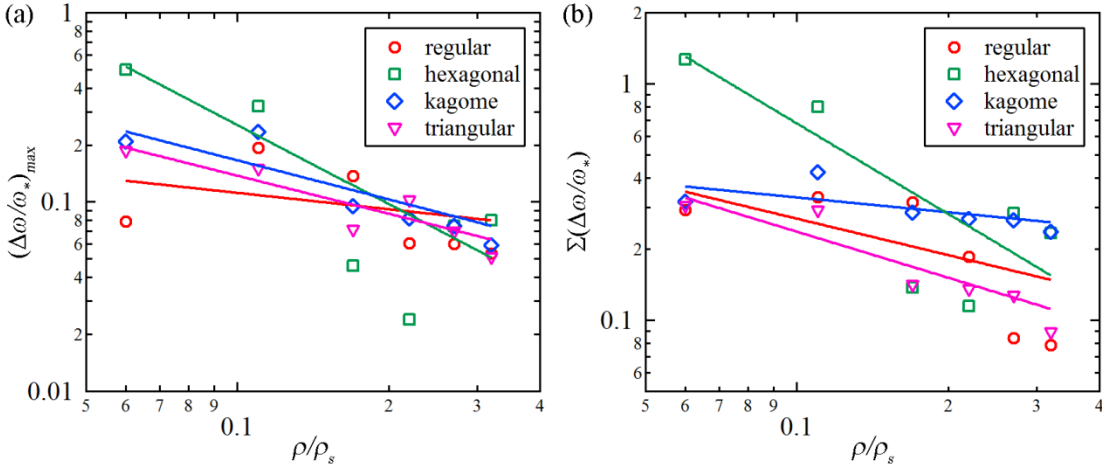 (a)
1
8
6
4
2
0.1
8
6
4
2
0.01
(Δω/ω*)max
regular
hexagonal
kagome
triangular
5 6 7 8 9 2 3 4
0.1
ρ/ρs
(b)
2
1
8
6
4
2
0.1
8
6
Σ(Δω/ω*)
regular
hexagonal
kagome
triangular
5 6 7 8 9 2 3 4
0.1
ρ/ρs